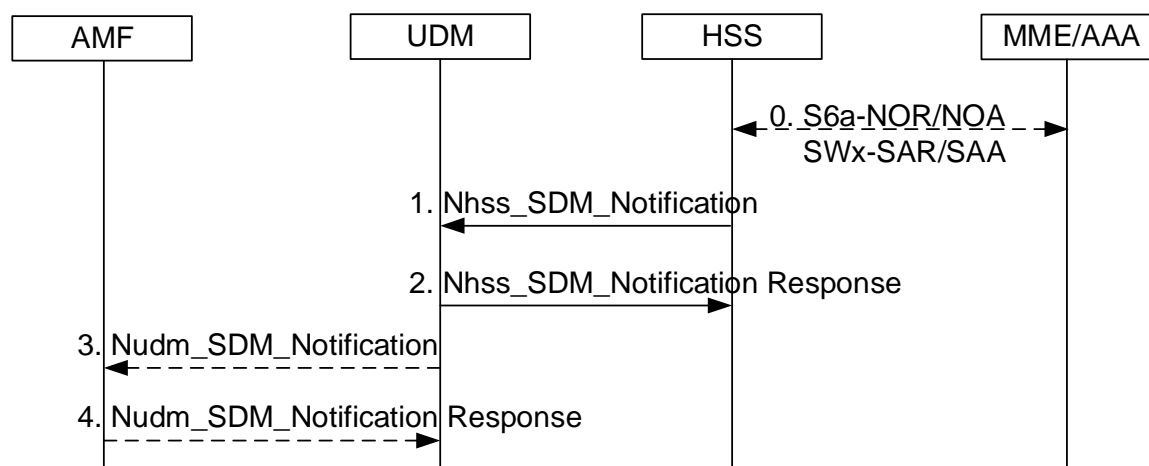 AMF
UDM
HSS
MME/AAA
0. S6a-NOR/NOA
SWx-SAR/SAA
1. Nhss_SDM_Notification
2. Nhss_SDM_Notification Response
3. Nudm_SDM_Notification
4. Nudm_SDM_Notification Response